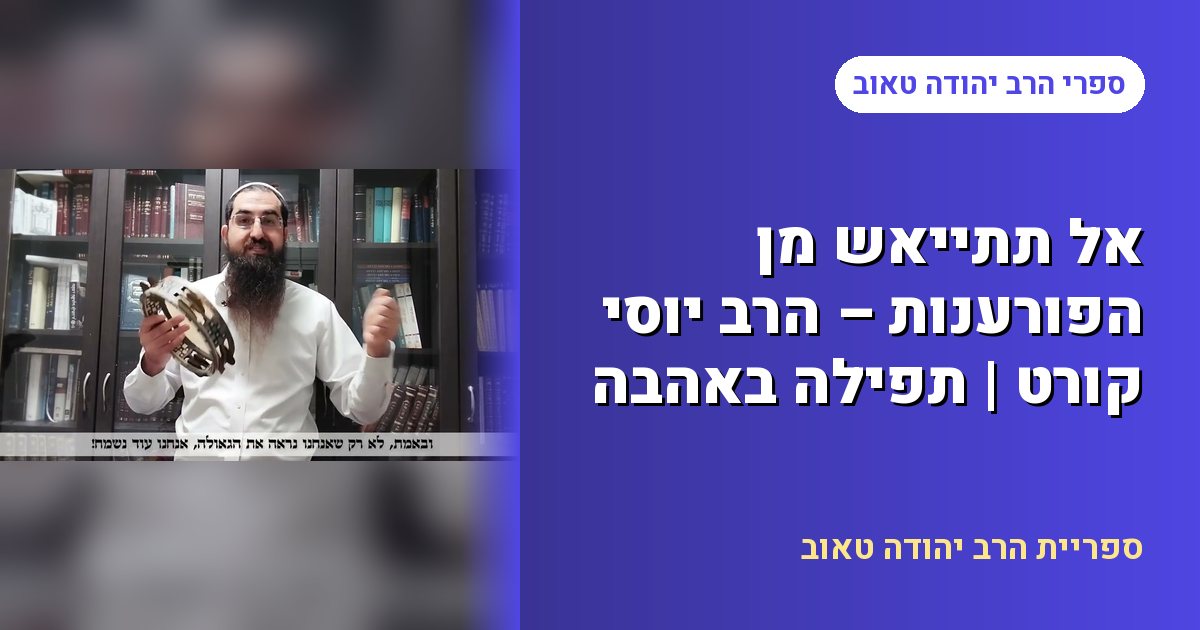 ספרי הרב יהודה טאוב
אל תתייאש מן
הפורענות – הרב יוסי
קורט | תפילה באהבה
ובאמת, לא רק שאנחנו נראה את הגאולה, אנחנו עוד נשמח!
ספריית הרב יהודה טאוב